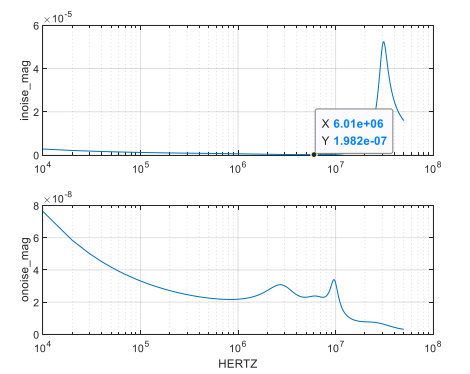 ×10⁻⁵
6
4
2
0
inoise_mag
X 6.01e+06
Y 1.982e-07
10⁴ 10⁵ 10⁶ 10⁷ 10⁸
×10⁻⁸
8
6
4
2
0
onoise_mag
10⁴ 10⁵ 10⁶ 10⁷ 10⁸
HERTZ